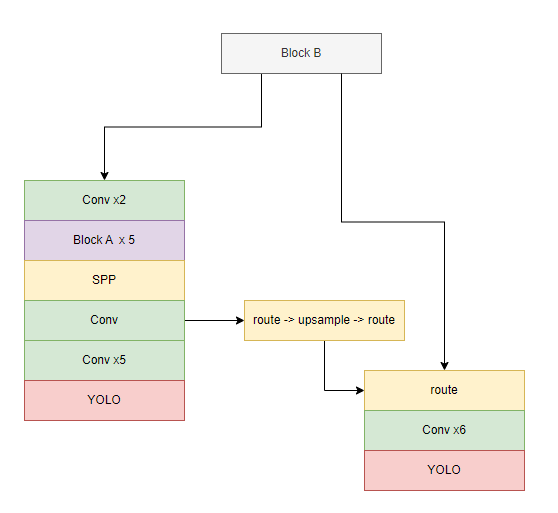 Block B
Conv x2
Block A x 5
SPP
Conv
Conv x5
YOLO
route -> upsample -> route
route
Conv x6
YOLO